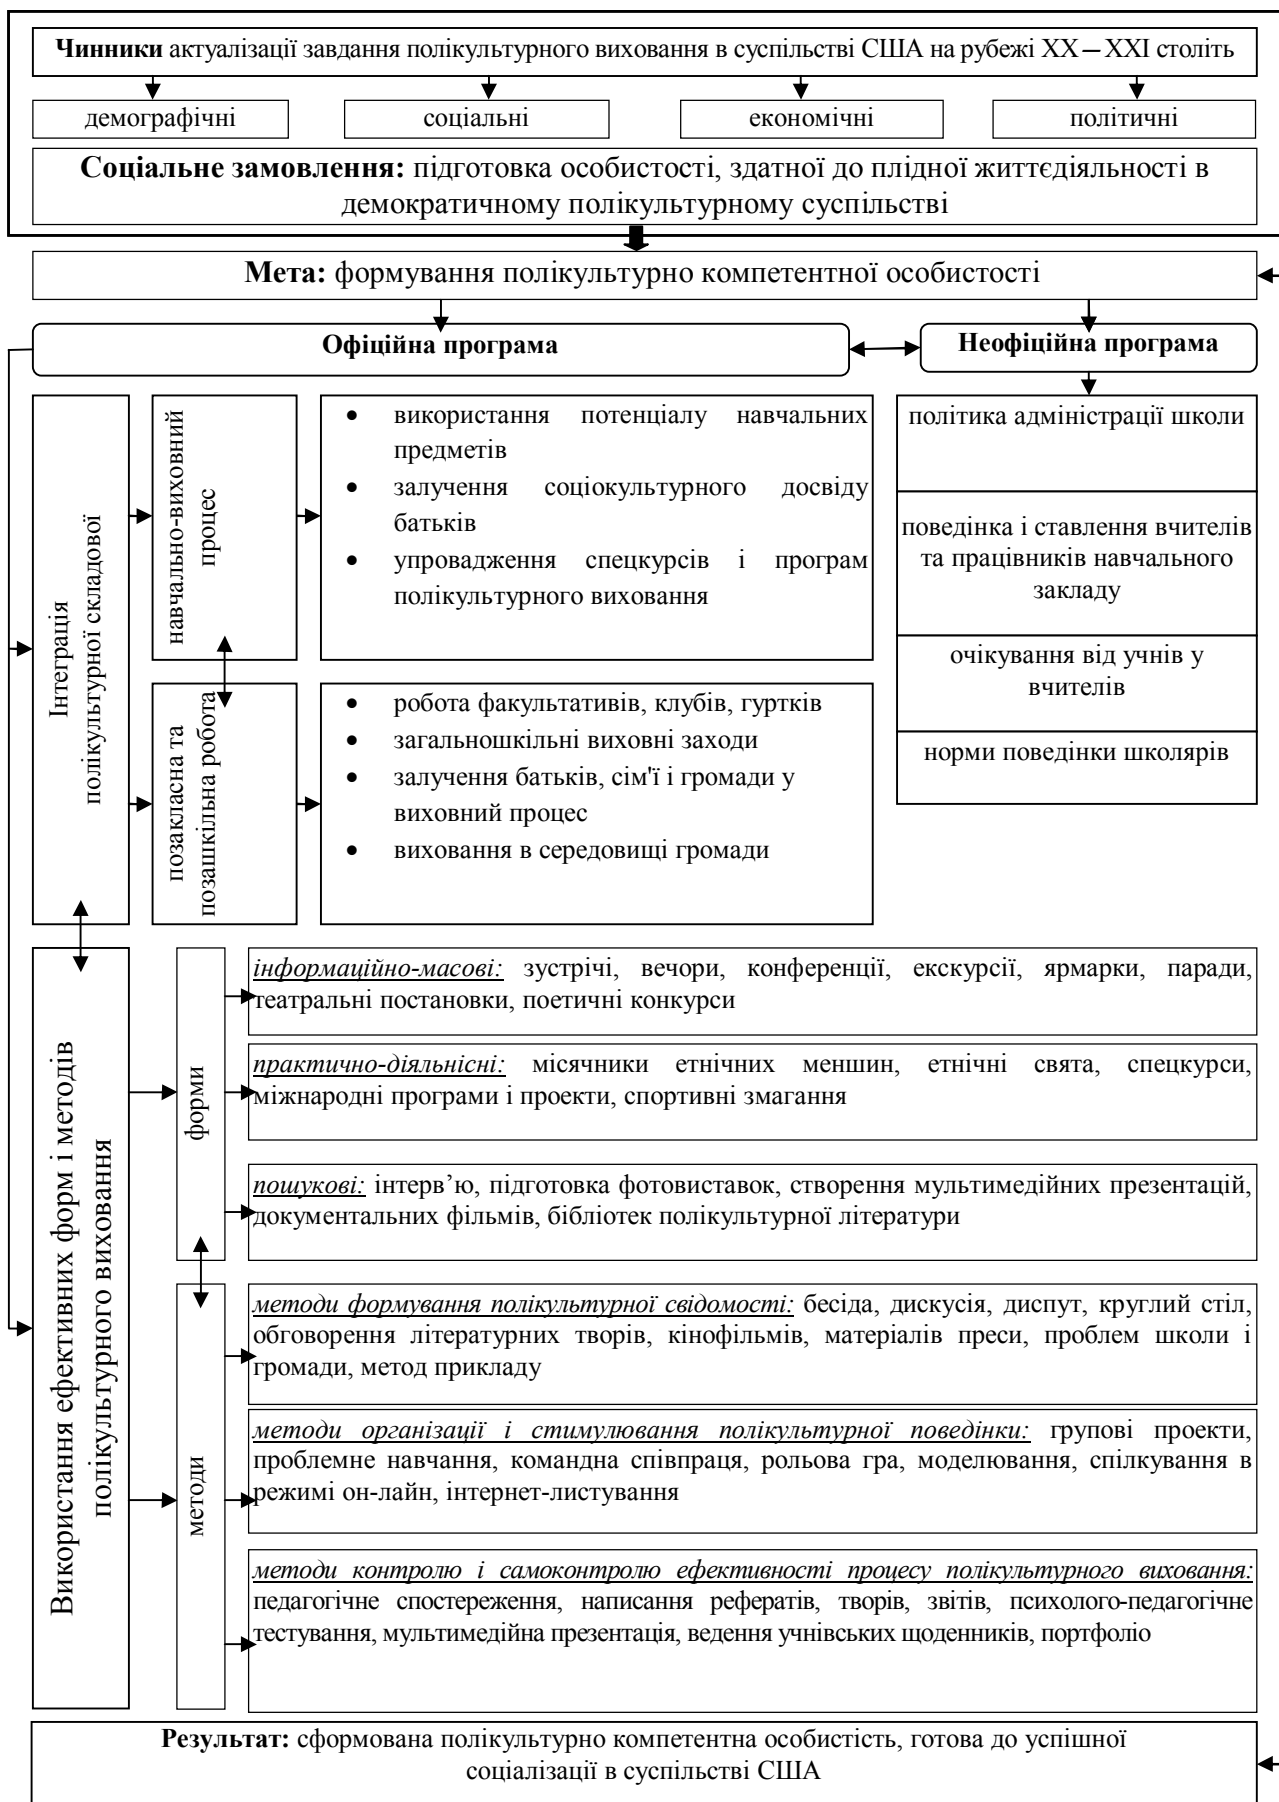 Чинники актуалізації завдання полікультурного виховання в суспільстві США на рубежі ХХ – ХХІ століть
демографічні
соціальні
економічні
політичні
Соціальне замовлення: підготовка особистості, здатної до плідної життєдіяльності в
демократичному полікультурному суспільстві
Мета: формування полікультурно компетентної особистості
Офіційна програма
Неофіційна програма
Інтеграція
полікультурної складової
навчально-виховний
процес
• використання потенціалу навчальних
предметів
• залучення соціокультурного досвіду
батьків
• упровадження спецкурсів і програм
полікультурного виховання
позакласна та
позашкільна робота
• робота факультативів, клубів, гуртків
• загальношкільні виховні заходи
• залучення батьків, сім'ї і громади у
виховний процес
• виховання в середовищі громади
політика адміністрації школи
поведінка і ставлення вчителів
та працівників навчального
закладу
очікування від учнів у
вчителів
норми поведінки школярів
Використання ефективних форм і методів
полікультурного виховання
форми
інформаційно-масові: зустрічі, вечори, конференції, екскурсії, ярмарки, паради,
театральні постановки, поетичні конкурси
практично-діяльнісні: місячники етнічних меншин, етнічні свята, спецкурси,
міжнародні програми і проекти, спортивні змагання
пошукові: інтерв’ю, підготовка фотовиставок, створення мультимедійних презентацій,
документальних фільмів, бібліотек полікультурної літератури
методи
методи формування полікультурної свідомості: бесіда, дискусія, диспут, круглий стіл,
обговорення літературних творів, кінофільмів, матеріалів преси, проблем школи і
громади, метод прикладу
методи організації і стимулювання полікультурної поведінки: групові проекти,
проблемне навчання, командна співпраця, рольова гра, моделювання, спілкування в
режимі он-лайн, інтернет-листування
методи контролю і самоконтролю ефективності процесу полікультурного виховання:
педагогічне спостереження, написання рефератів, творів, звітів, психолого-педагогічне
тестування, мультимедійна презентація, ведення учнівських щоденників, портфоліо
Результат: сформована полікультурно компетентна особистість, готова до успішної
соціалізації в суспільстві США